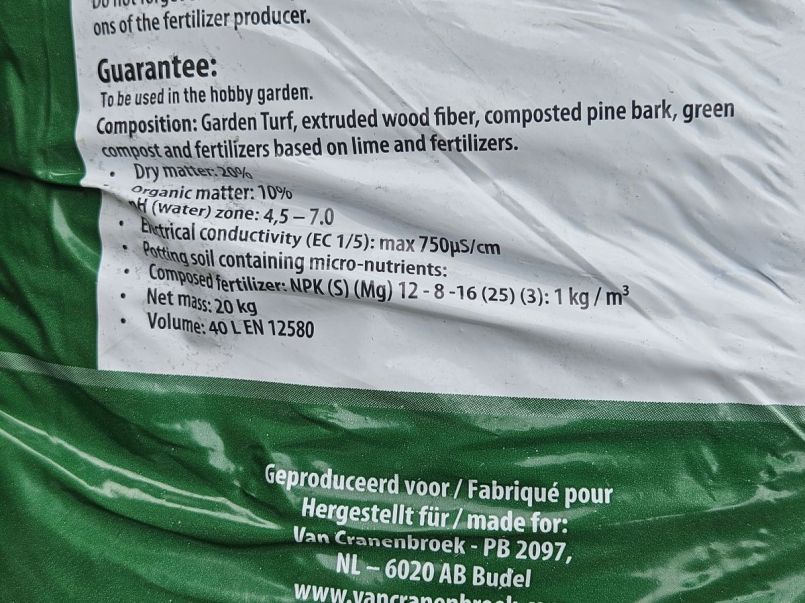 ons of the fertilizer producer.
Guarantee:
To be used in the hobby garden.
Composition: Garden Turf, extruded wood fiber, composted pine bark, green
compost and fertilizers based on lime and fertilizers.
• Dry matter: 20%
Organic matter: 10%
pH (water) zone: 4,5 – 7.0
• Electrical conductivity (EC 1/5): max 750µS/cm
• Potting soil containing micro-nutrients:
• Composed fertilizer: NPK (S) (Mg) 12 - 8 -16 (25) (3): 1 kg / m³
• Net mass: 20 kg
• Volume: 40 L EN 12580
Geproduceerd voor / Fabriqué pour
Hergestellt für / made for:
Van Cranenbroek - PB 2097,
NL – 6020 AB Budel